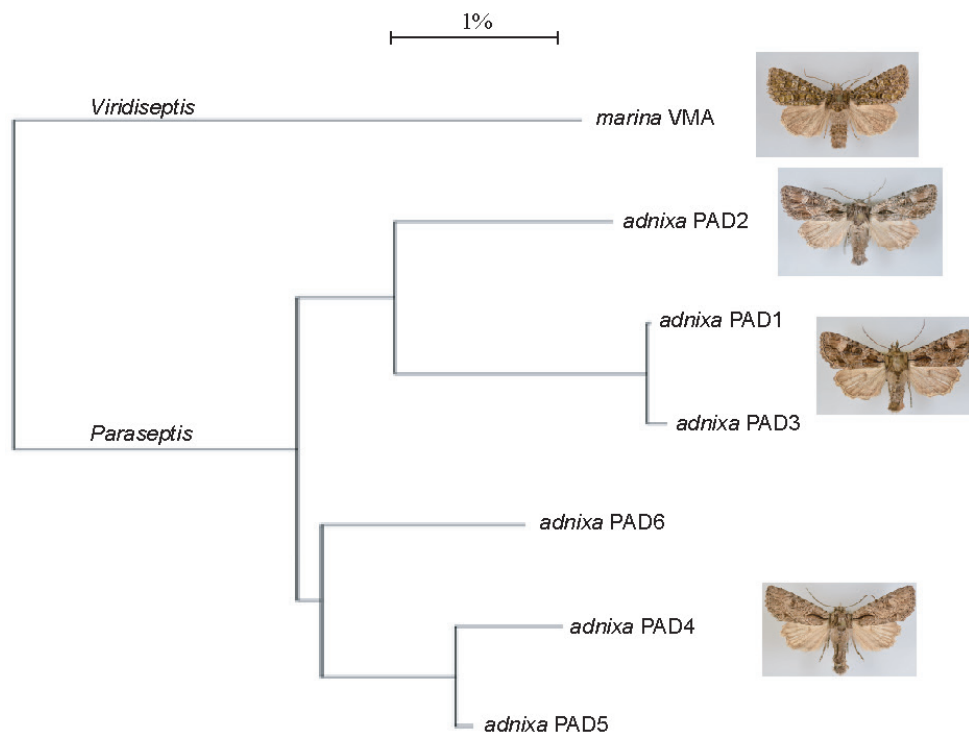 1%
Viridiseptis
marina VMA
adnixa PAD2
adnixa PAD1
Paraseptis
adnixa PAD3
adnixa PAD6
adnixa PAD4
adnixa PAD5